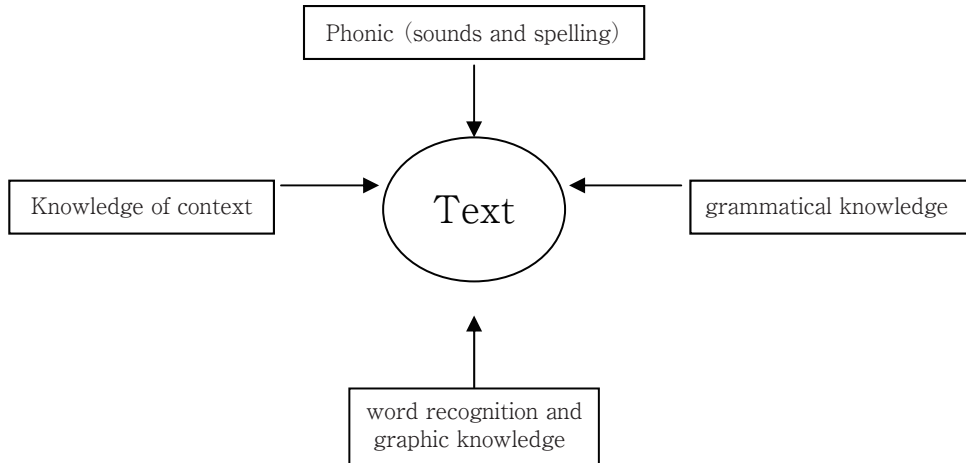 Phonic (sounds and spelling)
Knowledge of context
Text
grammatical knowledge
word recognition and
graphic knowledge